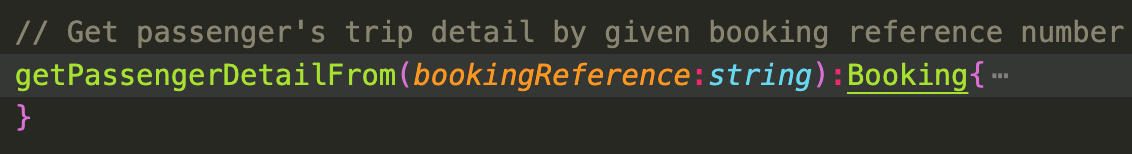 // Get passenger's trip detail by given booking reference number
getPassengerDetailFrom(bookingReference:string):Booking{ ⋯
}